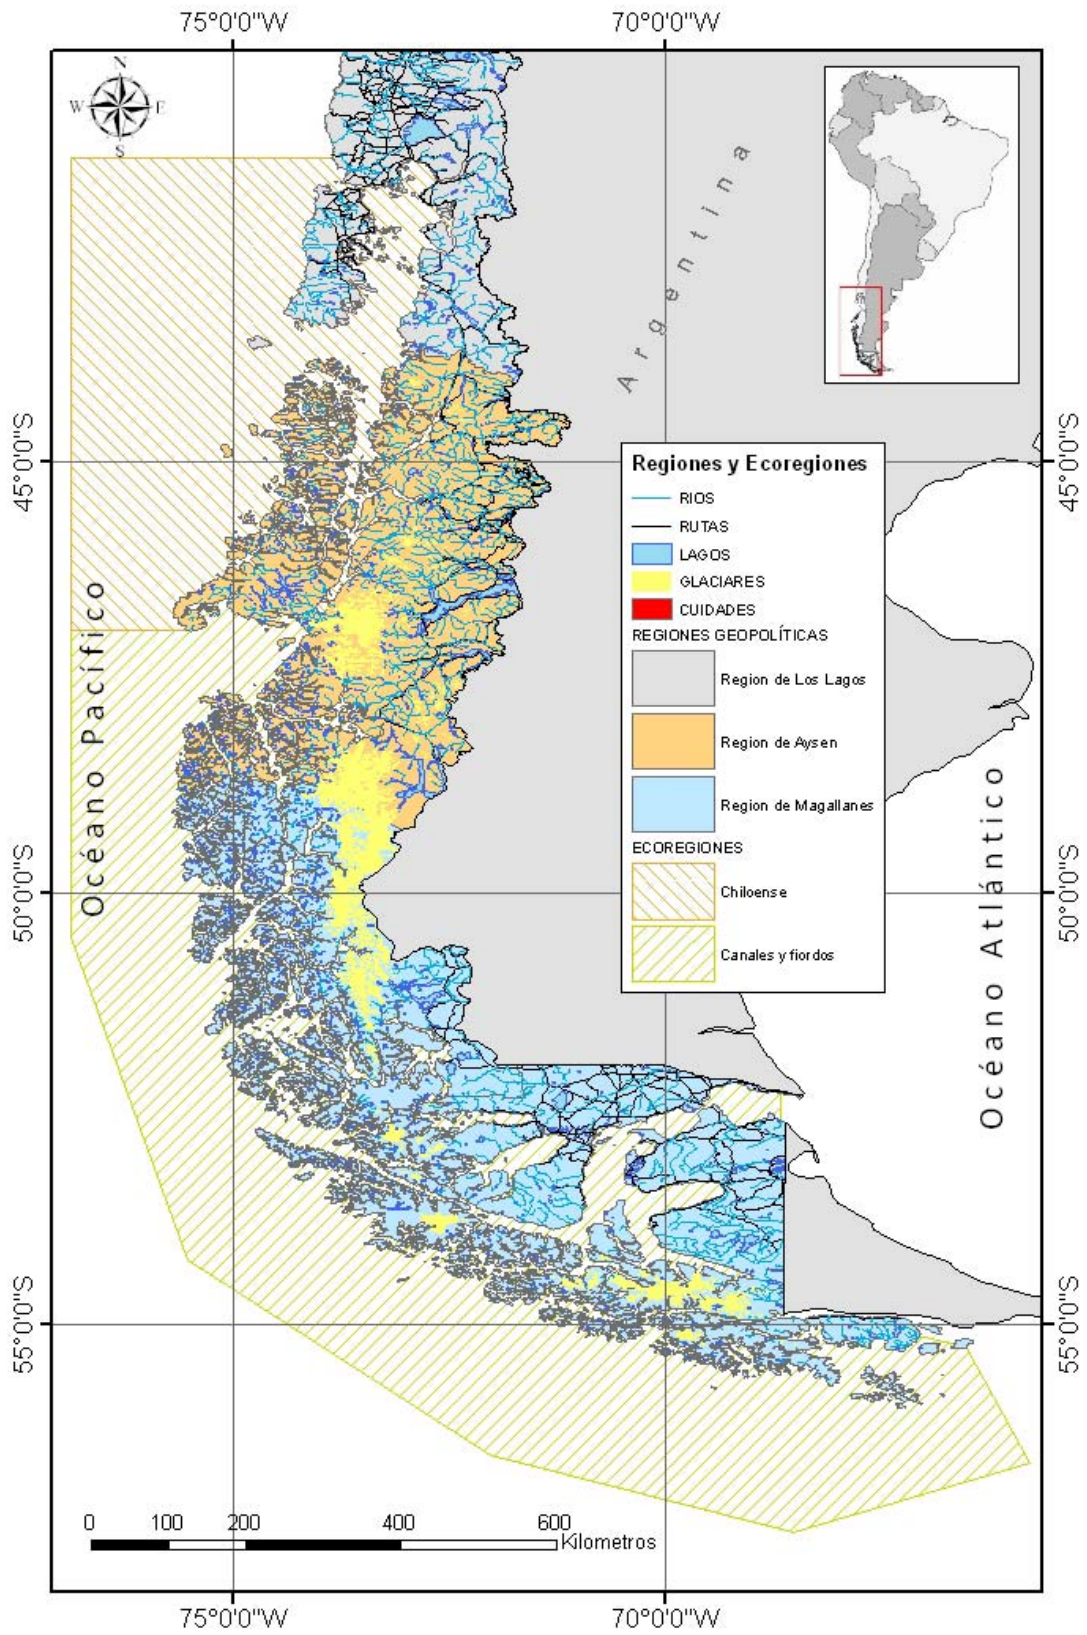 75°0'0"W 70°0'0"W
N
W E
S
Argentina
45°0'0"S 45°0'0"S
Regiones y Ecoregiones
RIOS
RUTAS
LAGOS
GLACIARES
CUIDADES
REGIONES GEOPOLÍTICAS
Region de Los Lagos
Region de Aysen
Region de Magallanes
ECOREGIONES
Chiloense
Canales y fiordos
Océano Pacífico
Océano Atlántico
50°0'0"S 50°0'0"S
55°0'0"S 55°0'0"S
0 100 200 400 600
Kilometros
75°0'0"W 70°0'0"W